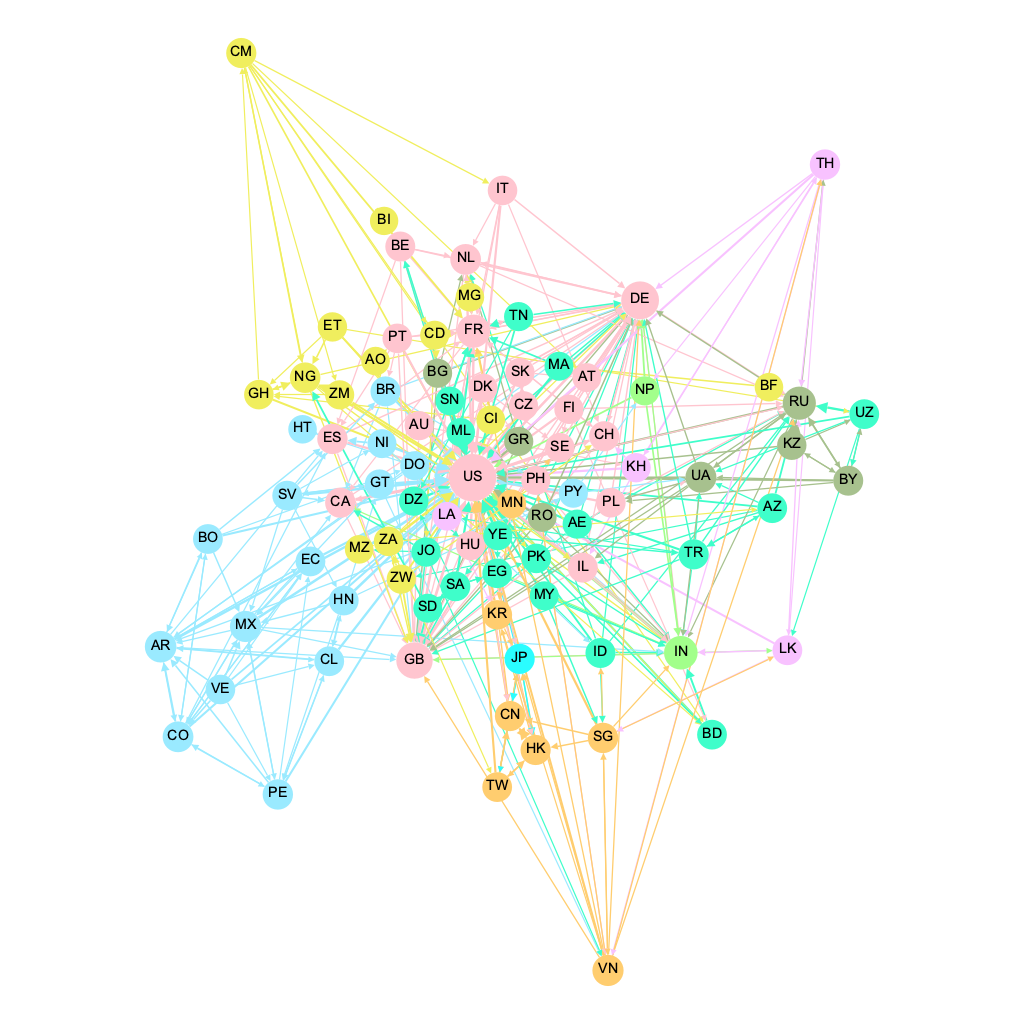 CM
TH
IT
BI
BE
NL
MG
DE
TN
ET
FR
PT
CD
AO
MA
BG
SK
AT
NG
DK
BR
NP
BF
GH
ZM
SN
CZ
FI
RU
UZ
CI
HT
ES
AU
ML
NI
GR
SE
CH
KZ
DO
KH
US
PH
UA
BY
GT
SV
CA
DZ
MN
PY
PL
LA
RO
AE
AZ
BO
MZ
ZA
YE
HU
JO
PK
TR
EC
IL
ZW
EG
SA
HN
SD
MY
KR
MX
AR
CL
GB
JP
ID
IN
LK
VE
CO
CN
HK
SG
BD
PE
TW
VN